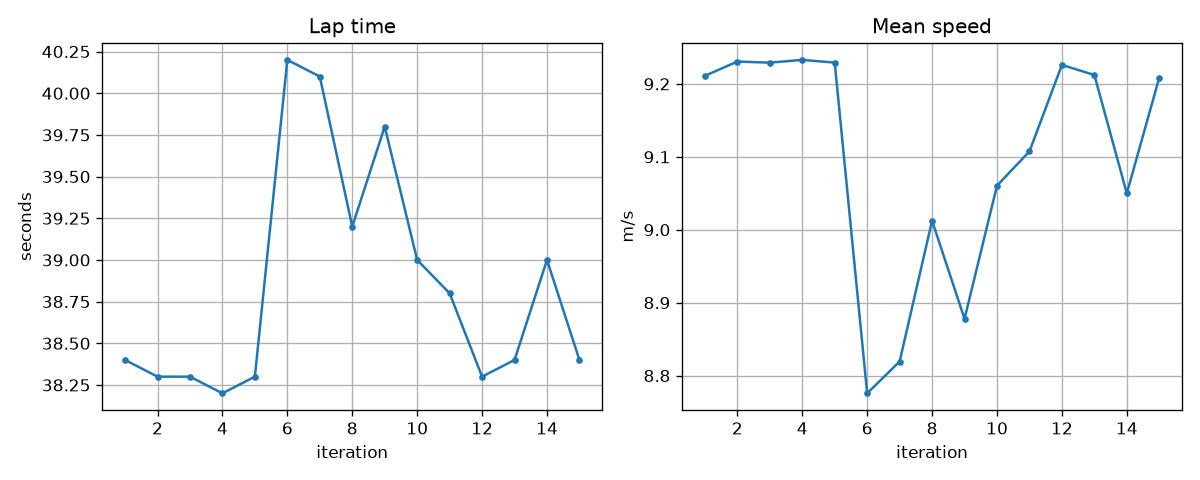 Lap time
40.25
40.00
39.75
39.50
39.25
39.00
38.75
38.50
38.25
seconds
2 4 6 8 10 12 14
iteration
Mean speed
9.2
9.1
9.0
8.9
8.8
m/s
2 4 6 8 10 12 14
iteration